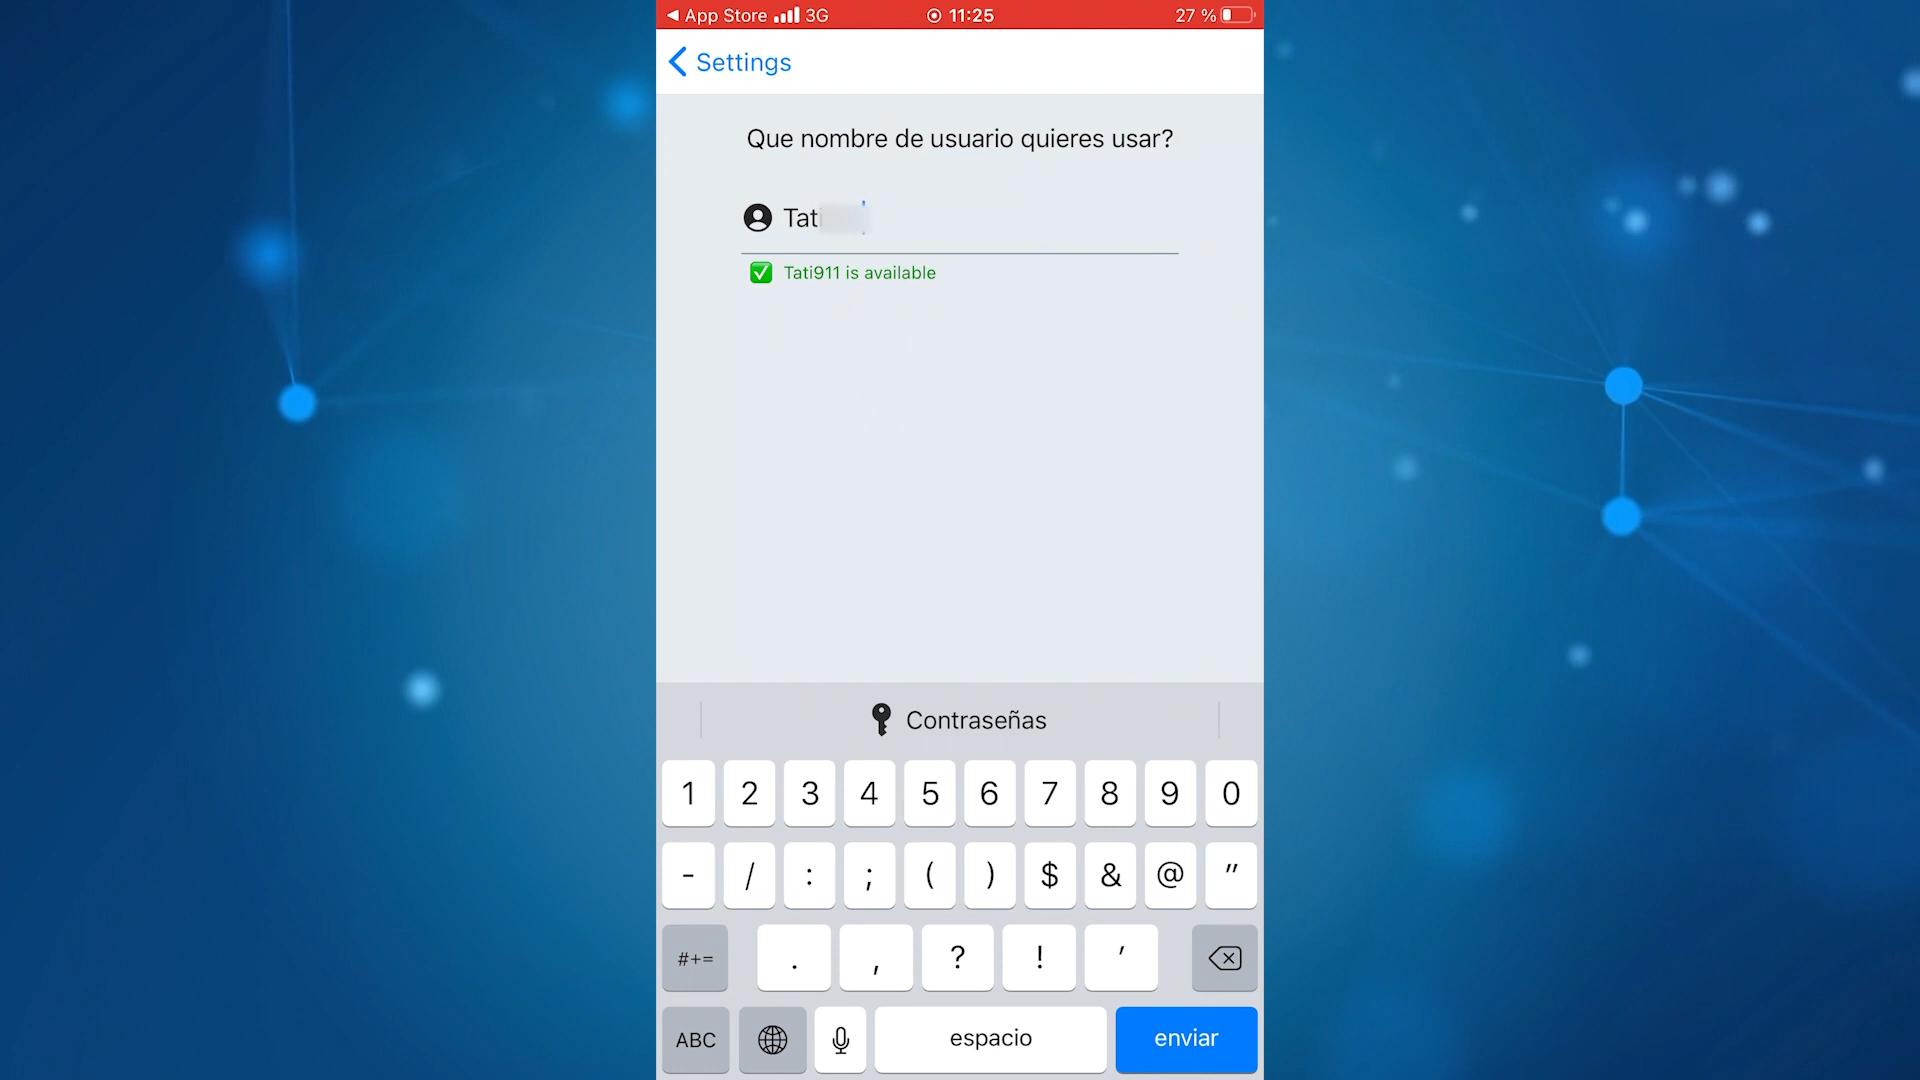 App Store 3G 11:25 27 %
Settings
Que nombre de usuario quieres usar?
Tati
Tati911 is available
Contraseñas
1 2 3 4 5 6 7 8 9 0
- / : ; ( ) $ & @ "
#+= . , ? ! '
ABC espacio enviar